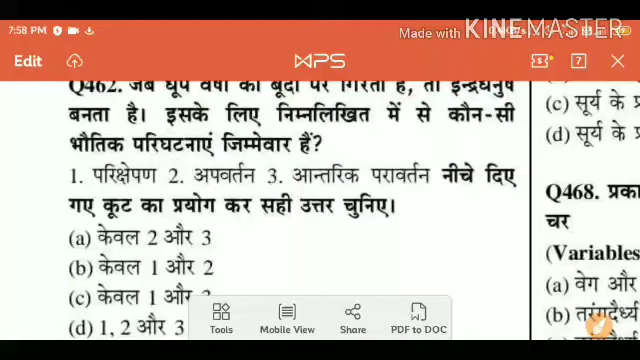 7:58 PM
Made with KINEMASTER
Edit
WPS
7
Q462. जब धूप वर्षा की बूंदों पर गिरती है, तो इन्द्रधनुष
बनता है। इसके लिए निम्नलिखित में से कौन-सी
भौतिक परिघटनाएं जिम्मेवार हैं?
1. परिक्षेपण 2. अपवर्तन 3. आन्तरिक परावर्तन नीचे दिए
गए कूट का प्रयोग कर सही उत्तर चुनिए।
(a) केवल 2 और 3
(b) केवल 1 और 2
(c) केवल 1 और
(d) 1, 2 और 3
(c) सूर्य के
(d) सूर्य के
Q468.
चर
(Variables
(a) वेग और
(b) तरंगदैर्ध्य
Tools
Mobile View
Share
PDF to DOC